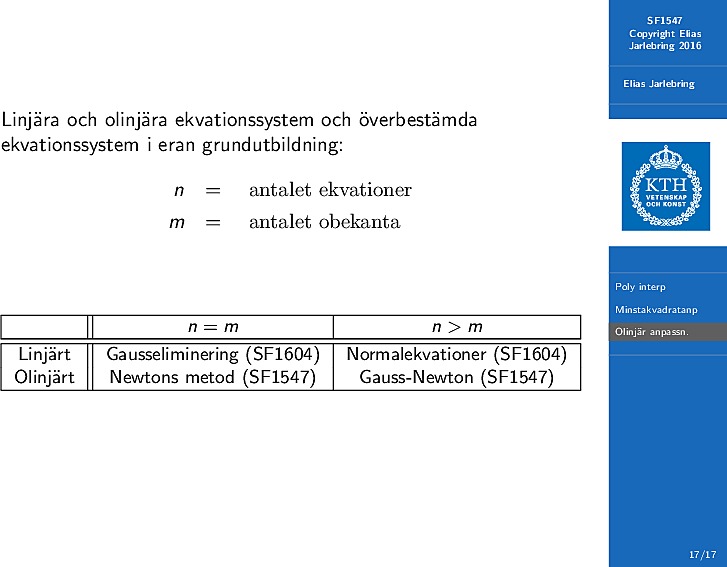 Linjära och olinjära ekvationssystem och överbestämda
ekvationssystem i eran grundutbildning:
n = antalet ekvationer
m = antalet obekanta
n = m n > m
Linjärt Gausseliminering (SF1604) Normalekvationer (SF1604)
Olinjärt Newtons metod (SF1547) Gauss-Newton (SF1547)
SF1547
Copyright Elias
Jarlebring 2016
Elias Jarlebring
KTH
VETENSKAP
OCH KONST
Poly interp
Minstakvadratanp
Olinjär anpassn.
17/17